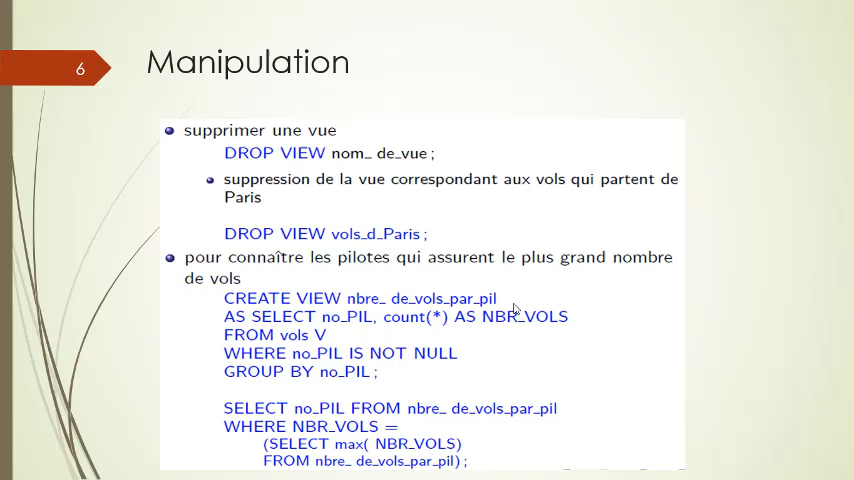 6
Manipulation
supprimer une vue
DROP VIEW nom_ de_vue ;
suppression de la vue correspondant aux vols qui partent de
Paris
DROP VIEW vols_d_Paris ;
pour connaître les pilotes qui assurent le plus grand nombre
de vols
CREATE VIEW nbre_ de_vols_par_pil
AS SELECT no_PIL, count(*) AS NBR_VOLS
FROM vols V
WHERE no_PIL IS NOT NULL
GROUP BY no_PIL ;
SELECT no_PIL FROM nbre_ de_vols_par_pil
WHERE NBR_VOLS =
(SELECT max( NBR_VOLS)
FROM nbre_ de_vols_par_pil) ;